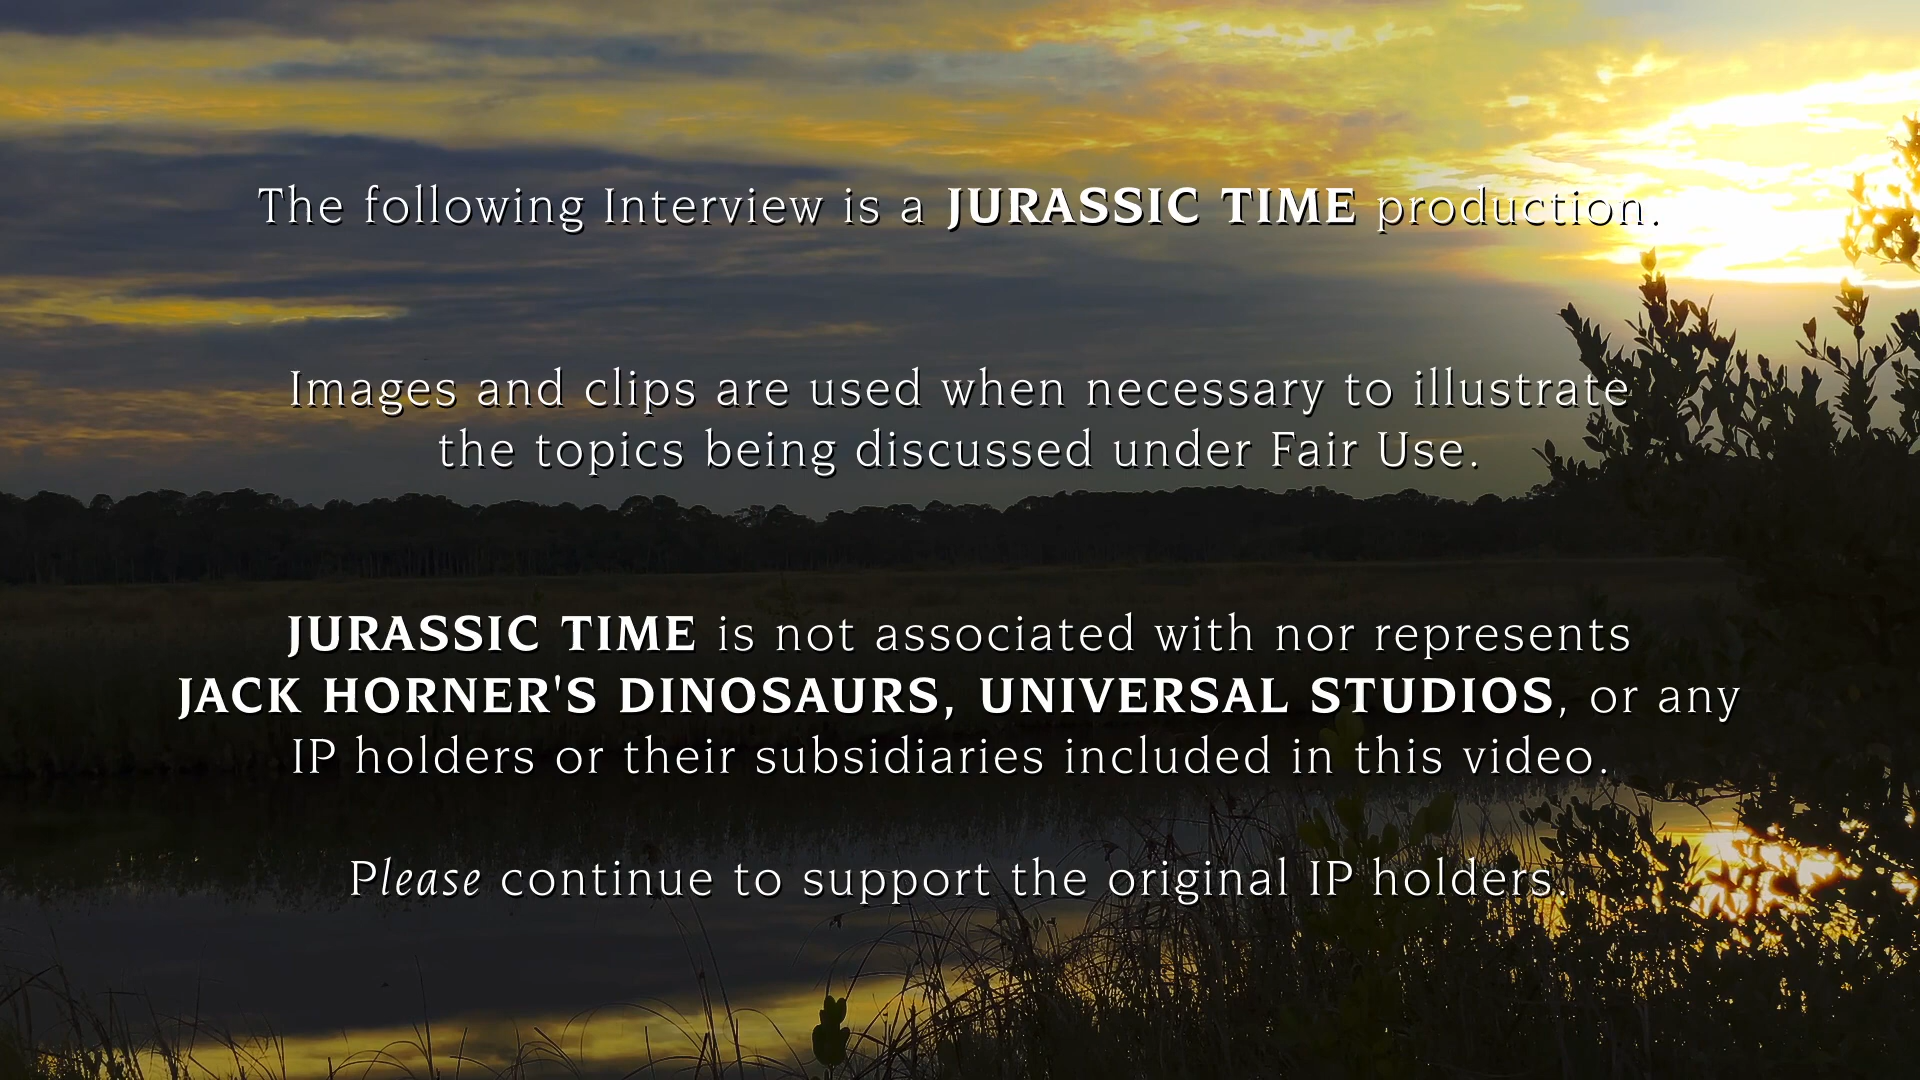 The following Interview is a JURASSIC TIME production.
Images and clips are used when necessary to illustrate
the topics being discussed under Fair Use.
JURASSIC TIME is not associated with nor represents
JACK HORNER'S DINOSAURS, UNIVERSAL STUDIOS, or any
IP holders or their subsidiaries included in this video.
Please continue to support the original IP holders.